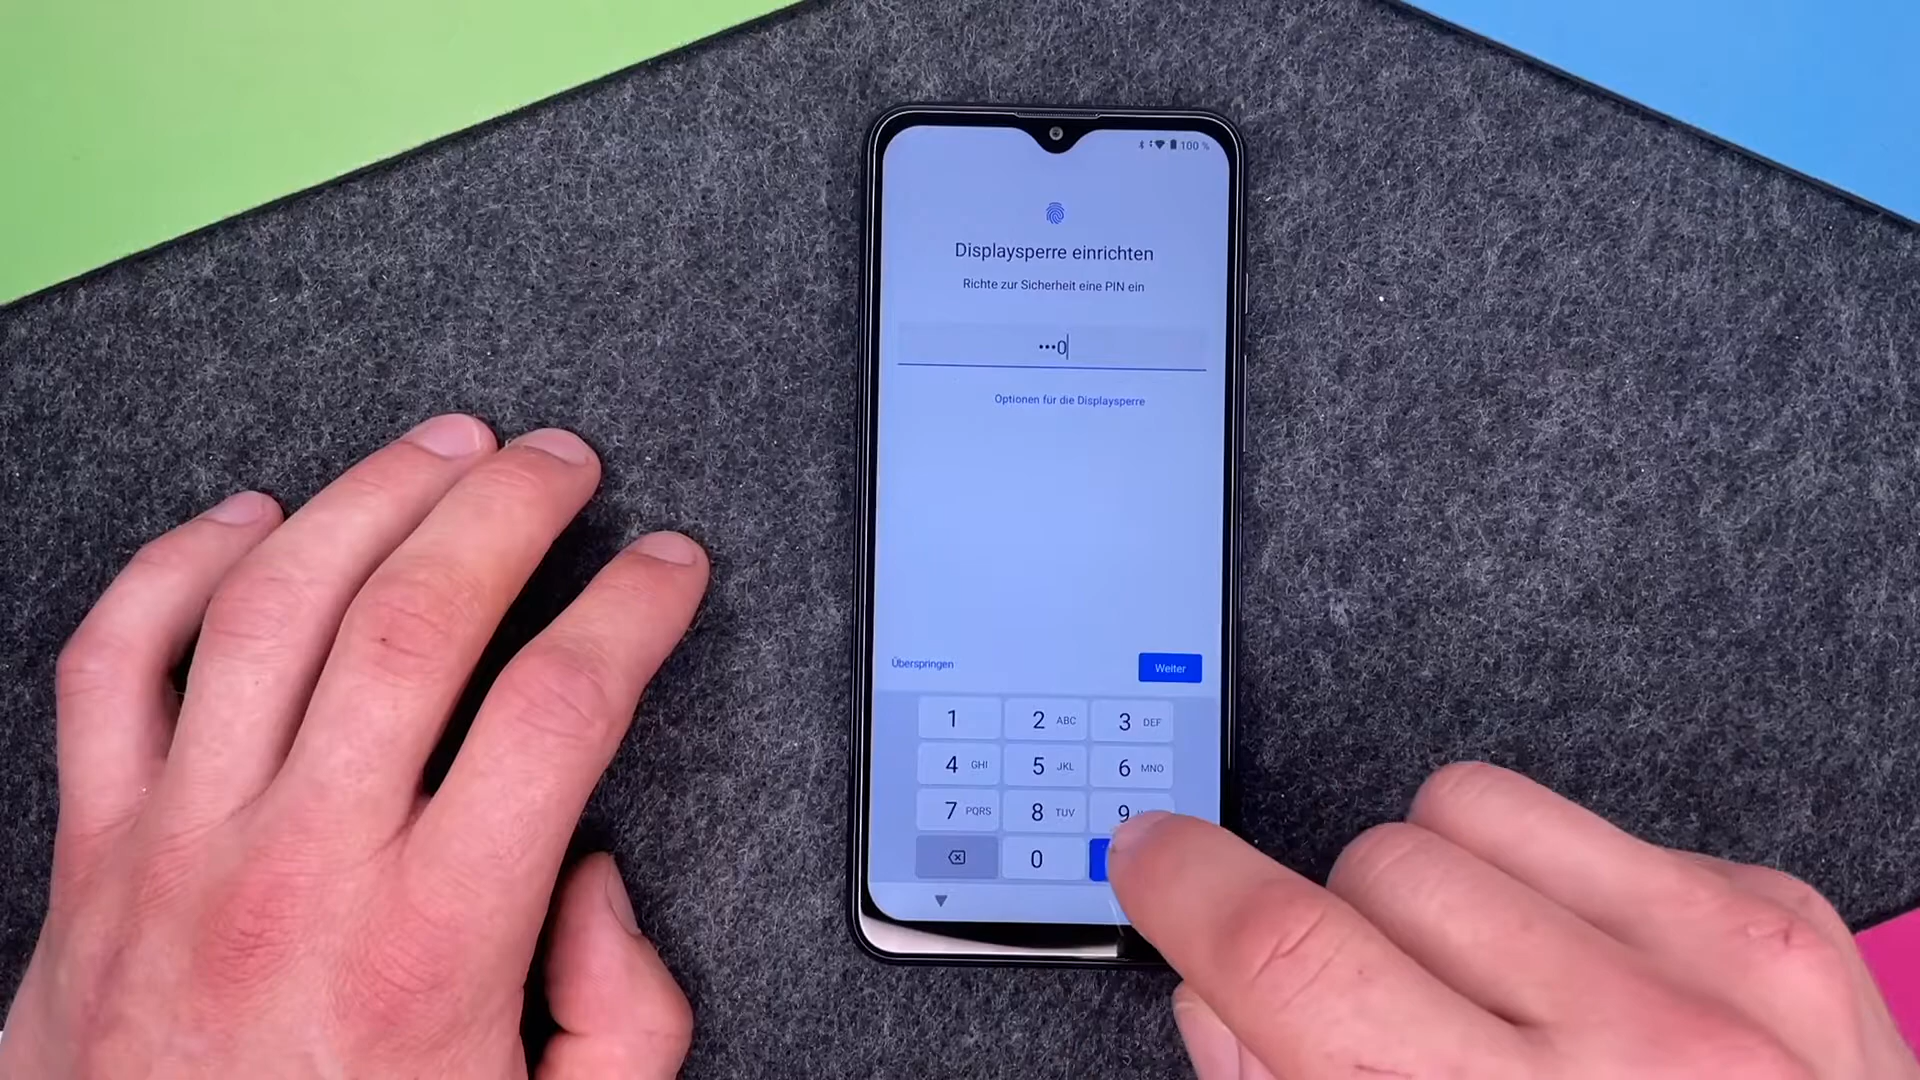 100 %
Displaysperre einrichten
Richte zur Sicherheit eine PIN ein
•••0
Optionen für die Displaysperre
Überspringen
Weiter
1
2 ABC
3 DEF
4 GHI
5 JKL
6 MNO
7 PQRS
8 TUV
9
0